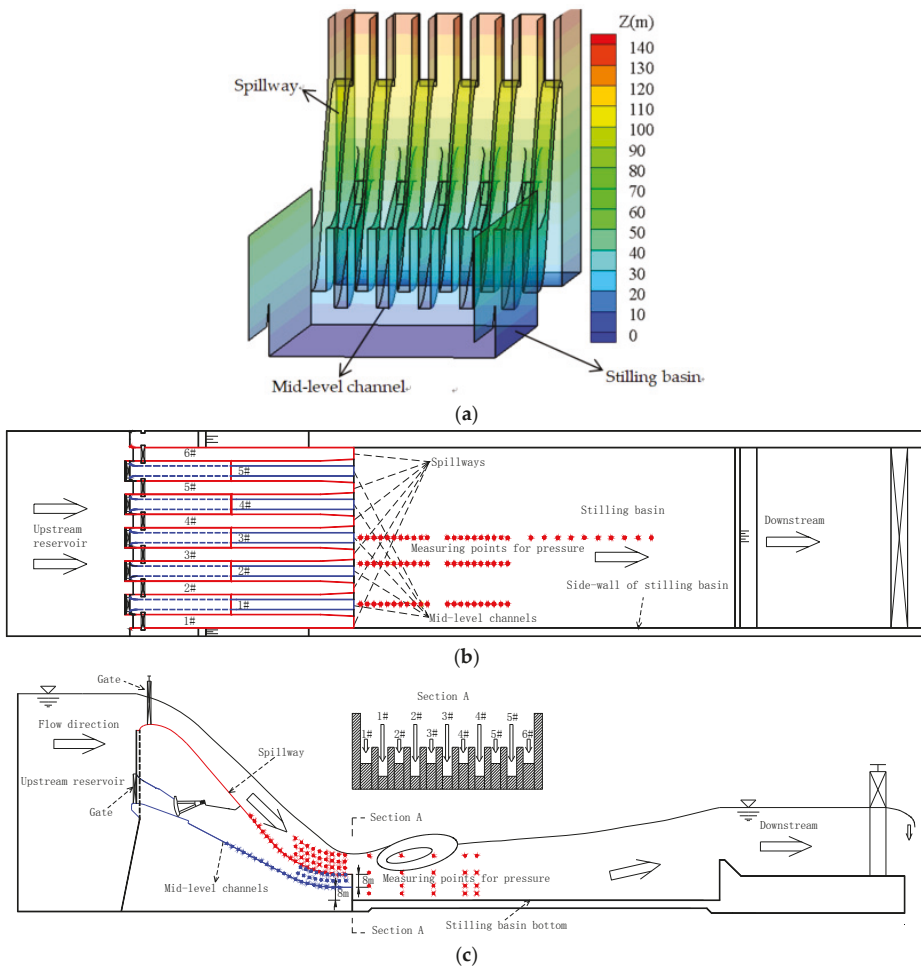 Z(m)
140
130
120
110
100
90
80
70
60
50
40
30
20
10
0
Spillway
Mid-level channel
Stilling basin
(a)
6#
5#
5#
4#
4#
3#
3#
2#
2#
1#
1#
Upstream
reservoir
Spillways
Stilling basin
Measuring points for pressure
Downstream
Side-wall of stilling basin
Mid-level channels
(b)
Gate
Flow direction
Spillway
Upstream reservoir
Gate
Mid-level channels
Section A
1# 2# 3# 4# 5#
1# 2# 3# 4# 5# 6#
Section A
8m
8m
Measuring points for pressure
Downstream
Stilling basin bottom
Section A
(c)